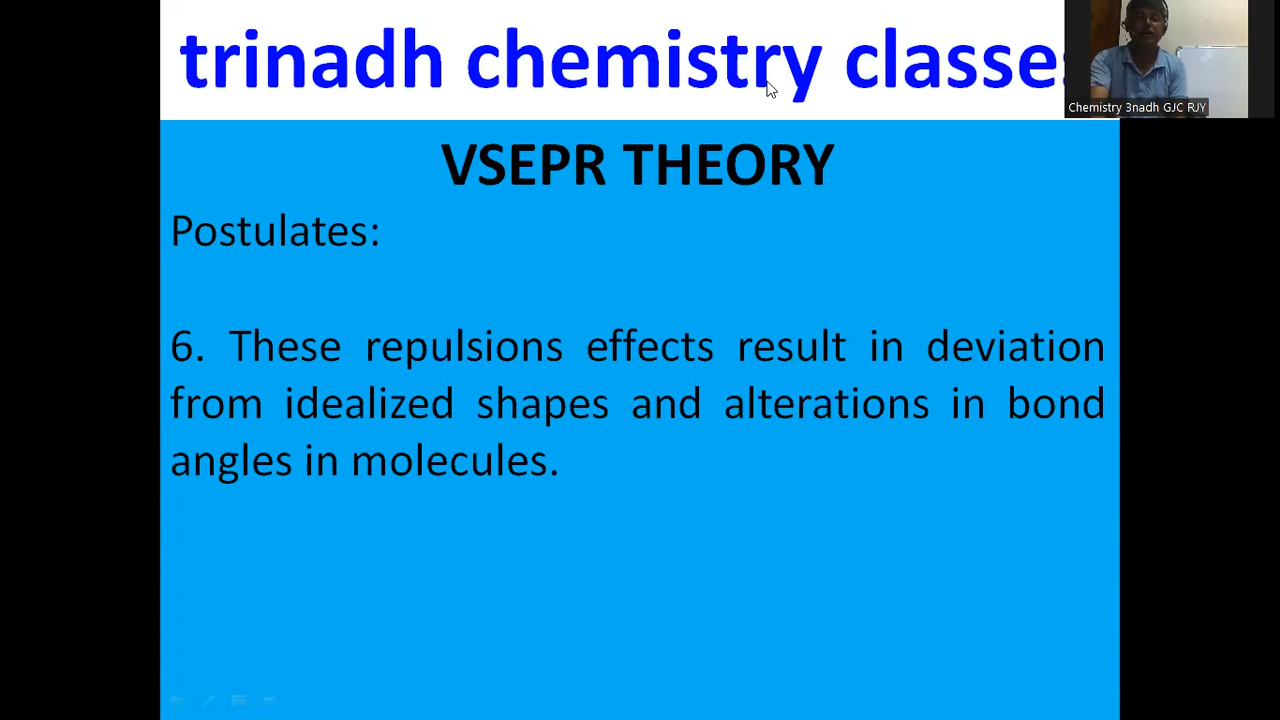 trinadh chemistry classes
Chemistry 3nadh GJC RJY
VSEPR THEORY
Postulates:
6. These repulsions effects result in deviation
from idealized shapes and alterations in bond
angles in molecules.